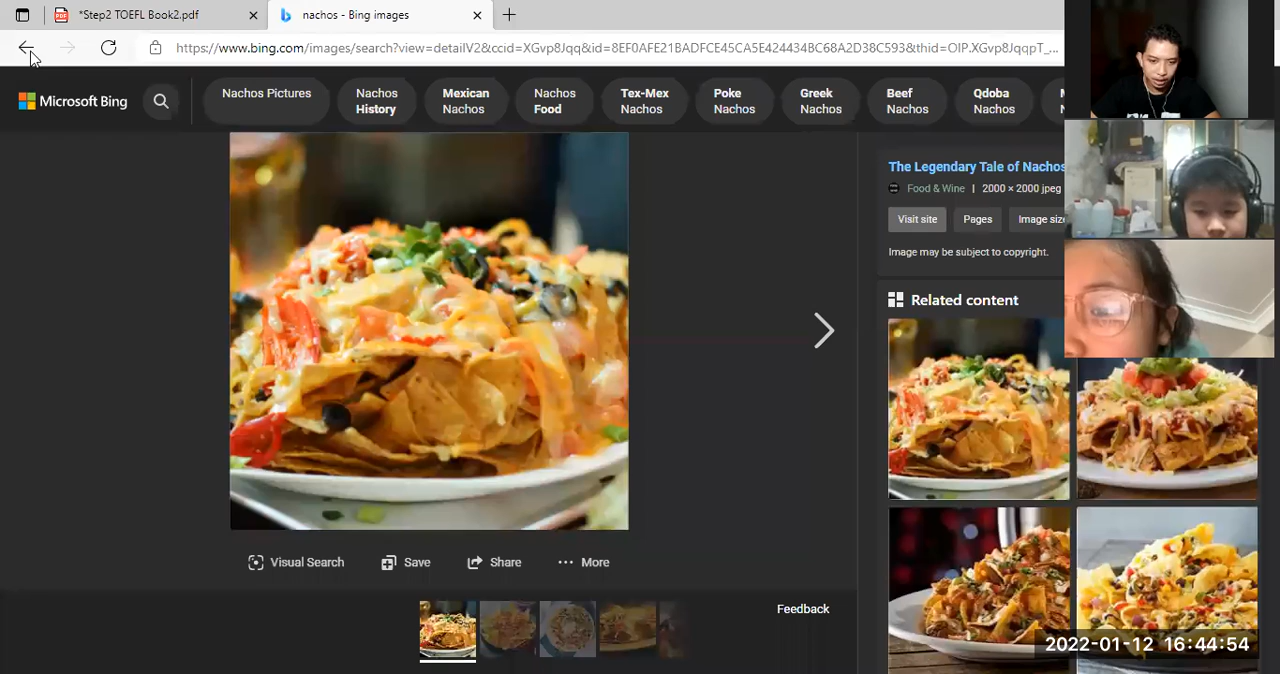 *Step2 TOEFL Book2.pdf
nachos - Bing images
https://www.bing.com/images/search?view=detailV2&ccid=XGvp8Jqq&id=8EF0AFE21BADFCE45CA5E424434BC68A2D38C593&thid=OIP.XGvp8JqqpT_...
Microsoft Bing
Nachos Pictures
Nachos
History
Mexican
Nachos
Nachos
Food
Tex-Mex
Nachos
Poke
Nachos
Greek
Nachos
Beef
Nachos
Qdoba
Nachos
The Legendary Tale of Nachos
Food & Wine | 2000 × 2000 jpeg
Visit site
Pages
Image size
Image may be subject to copyright.
Related content
Visual Search
Save
Share
More
Feedback
2022-01-12 16:44:54